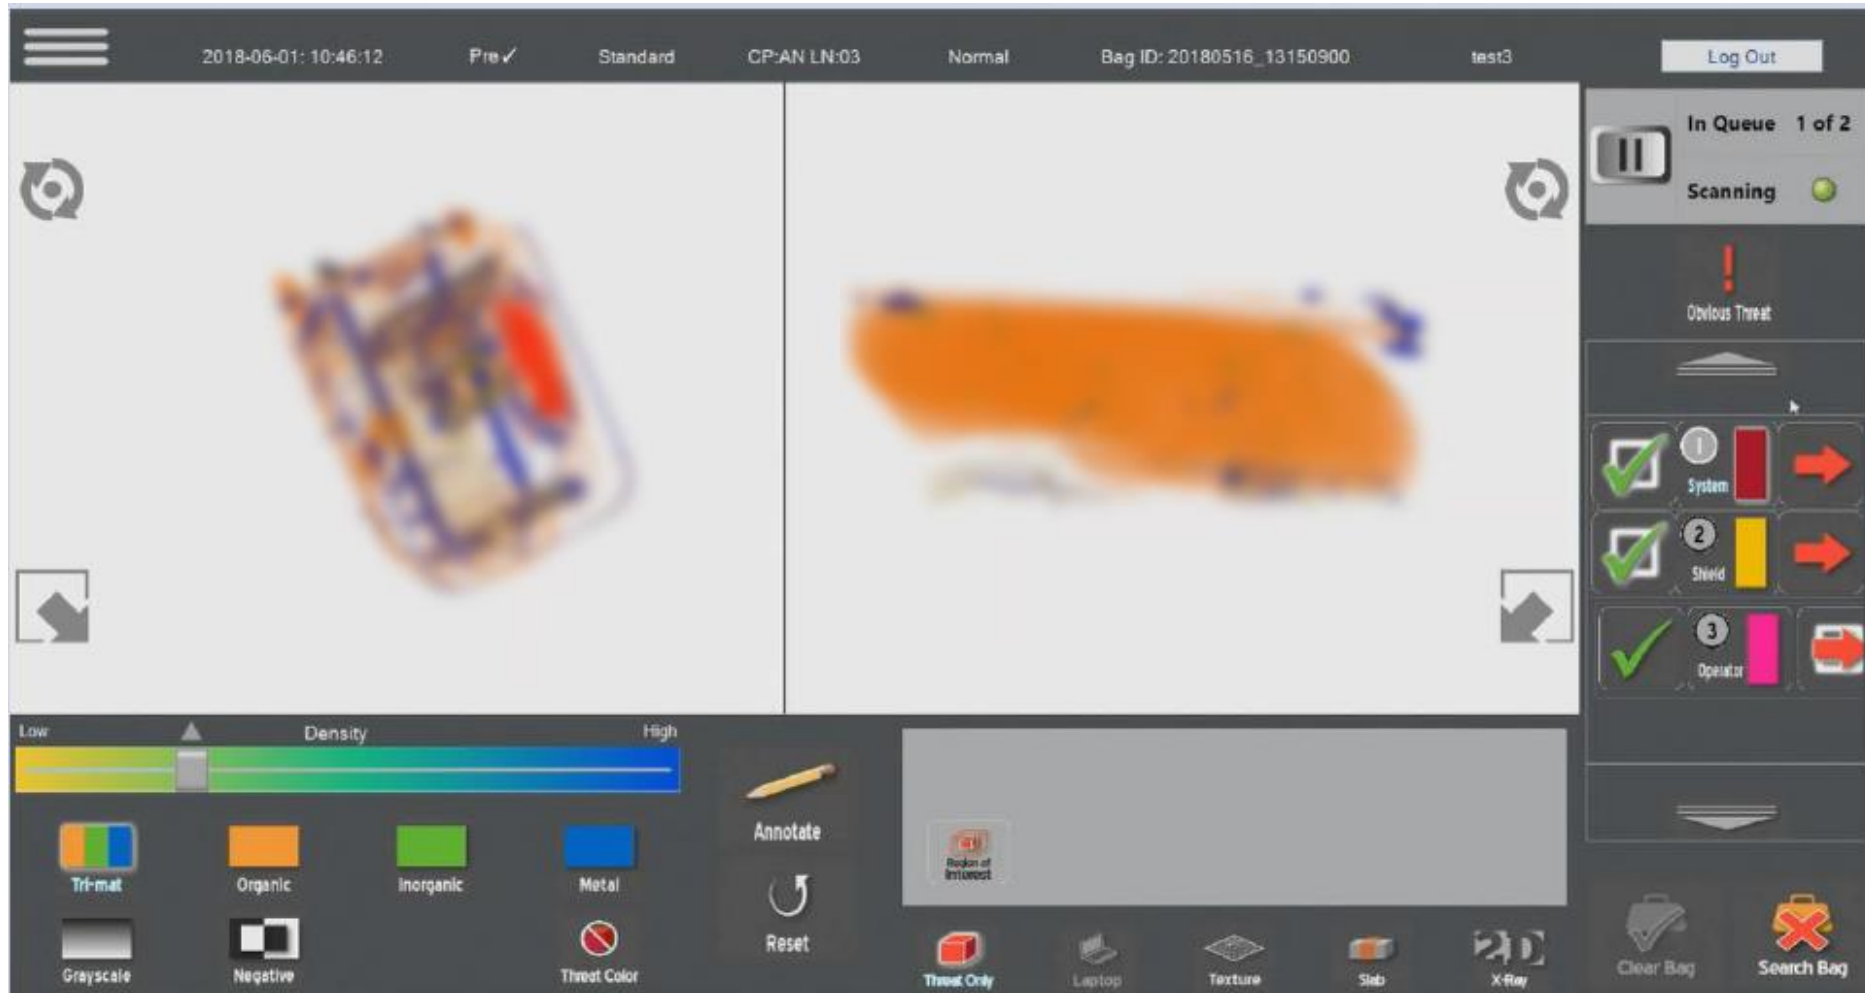 2018-06-01: 10:46:12 Pre✓ Standard CP:AN LN:03 Normal Bag ID: 20180516_13150900 test3 Log Out
In Queue 1 of 2
Scanning
Obvious Threat
1
System
2
Shield
3
Operator
Low Density High
Tri-mat Organic Inorganic Metal
Grayscale Negative Threat Color
Annotate
Reset
Region of
Interest
Threat Only Laptop Texture Slab 2D X-Ray
Clear Bag Search Bag